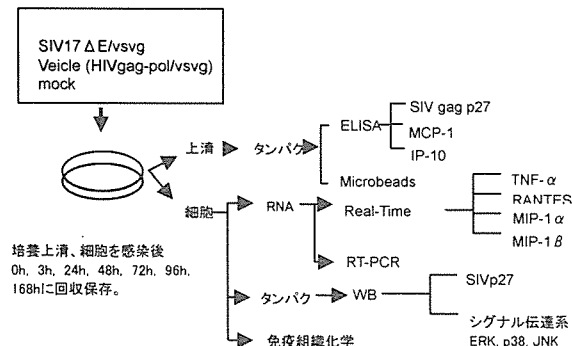 SIV17ΔE/vsvg
Veicle (HIVgag-pol/vsvg)
mock
上清
タンパク
ELISA
SIV gag p27
MCP-1
IP-10
Microbeads
細胞
RNA
Real-Time
TNF-α
RANTES
MIP-1α
MIP-1β
RT-PCR
タンパク
WB
SIVp27
シグナル伝達系
ERK, p38, JNK
免疫組織化学
培養上清、細胞を感染後
0h, 3h, 24h, 48h, 72h, 96h,
168hに回収保存。